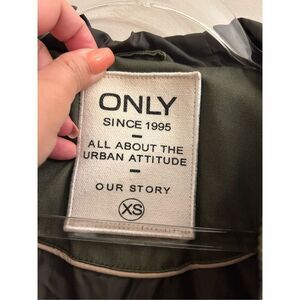 ONLY
SINCE 1995
ALL ABOUT THE
URBAN ATTITUDE
OUR STORY
XS